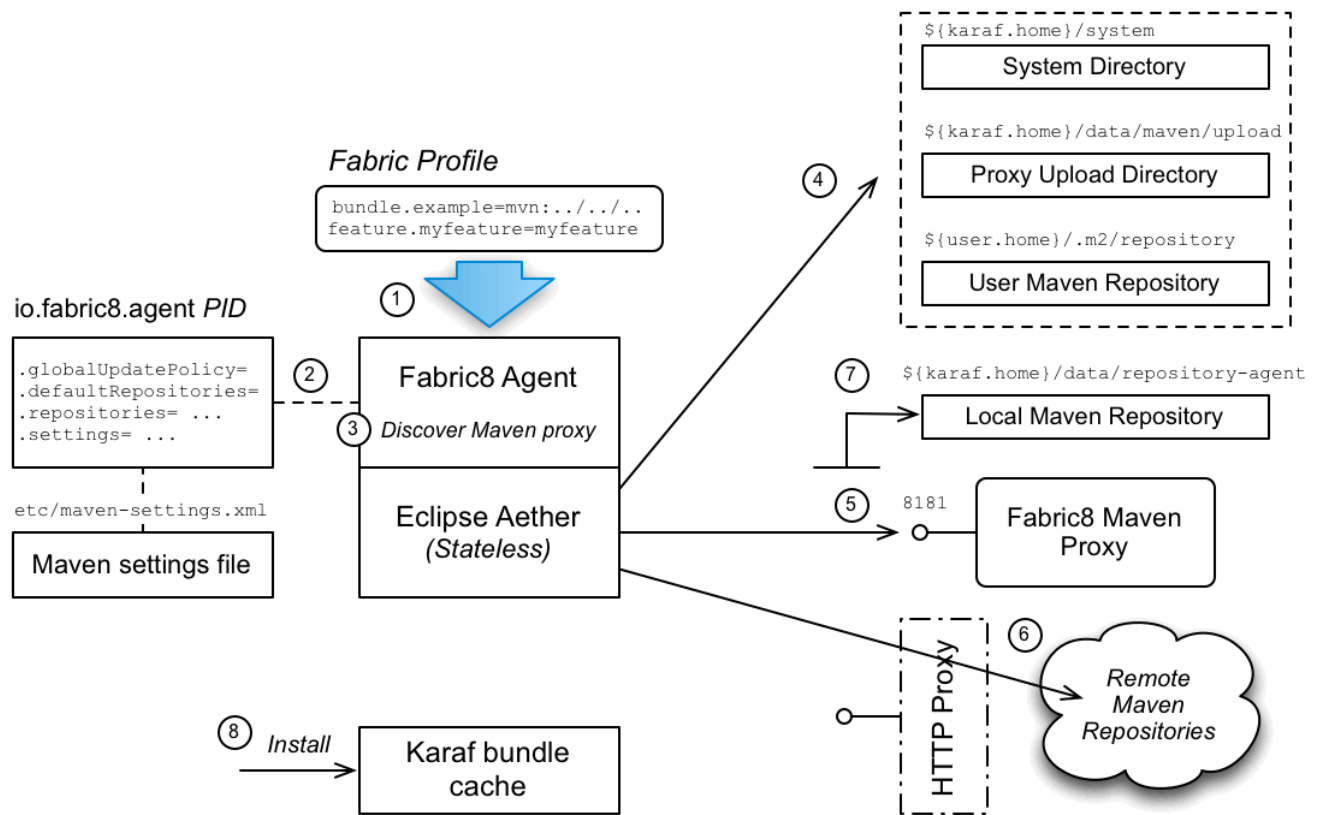 ${karaf.home}/system
System Directory
${karaf.home}/data/maven/upload
Proxy Upload Directory
${user.home}/.m2/repository
User Maven Repository
4
Fabric Profile
bundle.example=mvn:../../..
feature.myfeature=myfeature
1
io.fabric8.agent PID
.globalUpdatePolicy=
.defaultRepositories=
.repositories= ...
.settings= ...
2
Fabric8 Agent
3
Discover Maven proxy
7
${karaf.home}/data/repository-agent
Local Maven Repository
etc/maven-settings.xml
Maven settings file
Eclipse Aether
(Stateless)
5
8181
Fabric8 Maven
Proxy
6
HTTP Proxy
Remote
Maven
Repositories
8
Install
Karaf bundle
cache